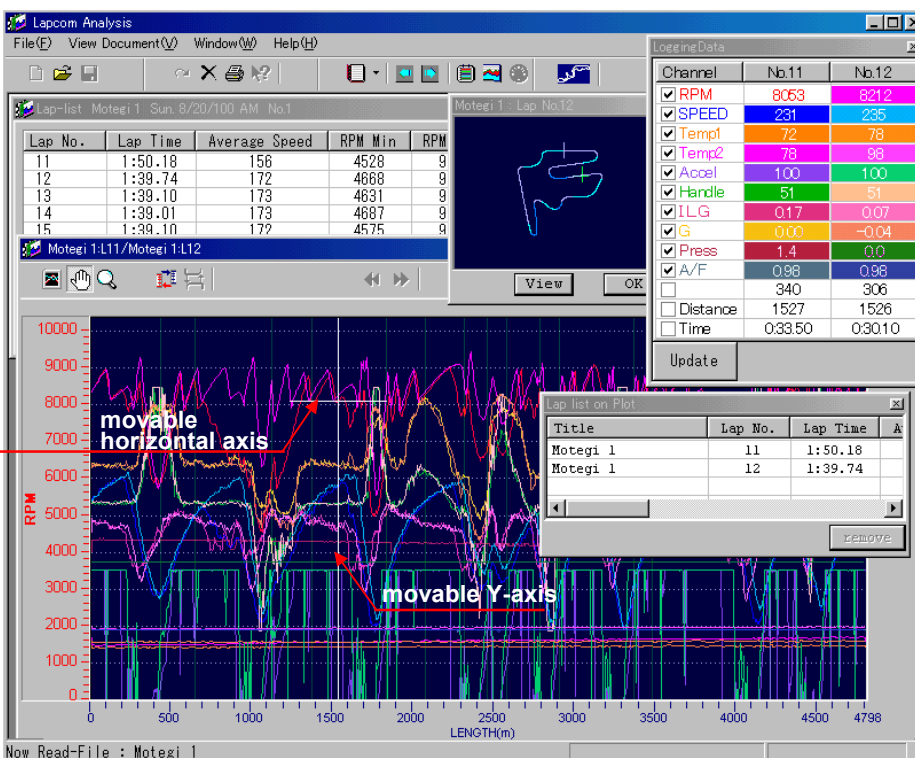 Lapcom Analysis
File(F) View Document(V) Window(W) Help(H)
Lap-list Motegi 1 Sun. 8/20/100 AM No.1
Lap No. Lap Time Average Speed RPM Min RPM
11 1:50.18 156 4528 9
12 1:39.74 172 4668 9
13 1:39.10 173 4631 9
14 1:39.01 173 4687 9
15 1:39.10 172 4575 9
Motegi 1 : Lap No.12
View OK
LoggingData
Channel No.11 No.12
RPM 8053 8212
SPEED 231 235
Temp1 72 78
Temp2 78 98
Accel 100 100
Handle 51 51
I.L.G 0.17 0.07
G 0.00 -0.04
Press 1.4 0.0
A/F 0.98 0.98
340 306
Distance 1527 1526
Time 0:33.50 0:30.10
Update
Motegi 1:L11/Motegi 1:L12
10000
9000
8000
7000
6000
5000
4000
3000
2000
1000
0
RPM
movable
horizontal axis
movable Y-axis
0 500 1000 1500 2000 2500 3000 3500 4000 4500 4798
LENGTH(m)
Lap list on Plot
Title Lap No. Lap Time A
Motegi 1 11 1:50.18
Motegi 1 12 1:39.74
remove
Now Read-File : Motegi 1